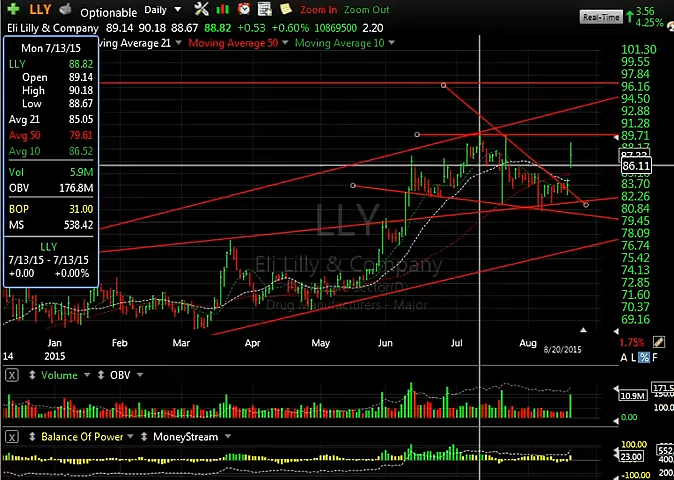 LLY Optionable Daily Zoom In Zoom Out
Real-Time 3.56
4.25%
Eli Lilly & Company 89.14 90.18 88.67 88.82 +0.53 +0.60% 10869500 2.20
ving Average 21 Moving Average 50 Moving Average 10
Mon 7/13/15
LLY 88.82
Open 89.14
High 90.18
Low 88.67
Avg 21 85.05
Avg 50 79.61
Avg 10 86.52
Vol 5.9M
OBV 176.8M
BOP 31.00
MS 538.42
LLY
7/13/15 - 7/13/15
+0.00 +0.00%
101.30
99.55
97.84
96.16
94.50
92.88
91.28
89.71
86.11
83.70
82.26
80.84
79.45
78.09
76.74
75.42
74.13
72.85
71.60
70.37
69.16
LLY
Eli Lilly & Company
Drug Manufacturers - Major
14 Jan Feb Mar Apr May Jun Jul Aug
2015 8/20/2015
1.75%
A L % F
X Volume OBV
10.9M
0.00
X Balance Of Power MoneyStream
100.00
23.00
-100.00